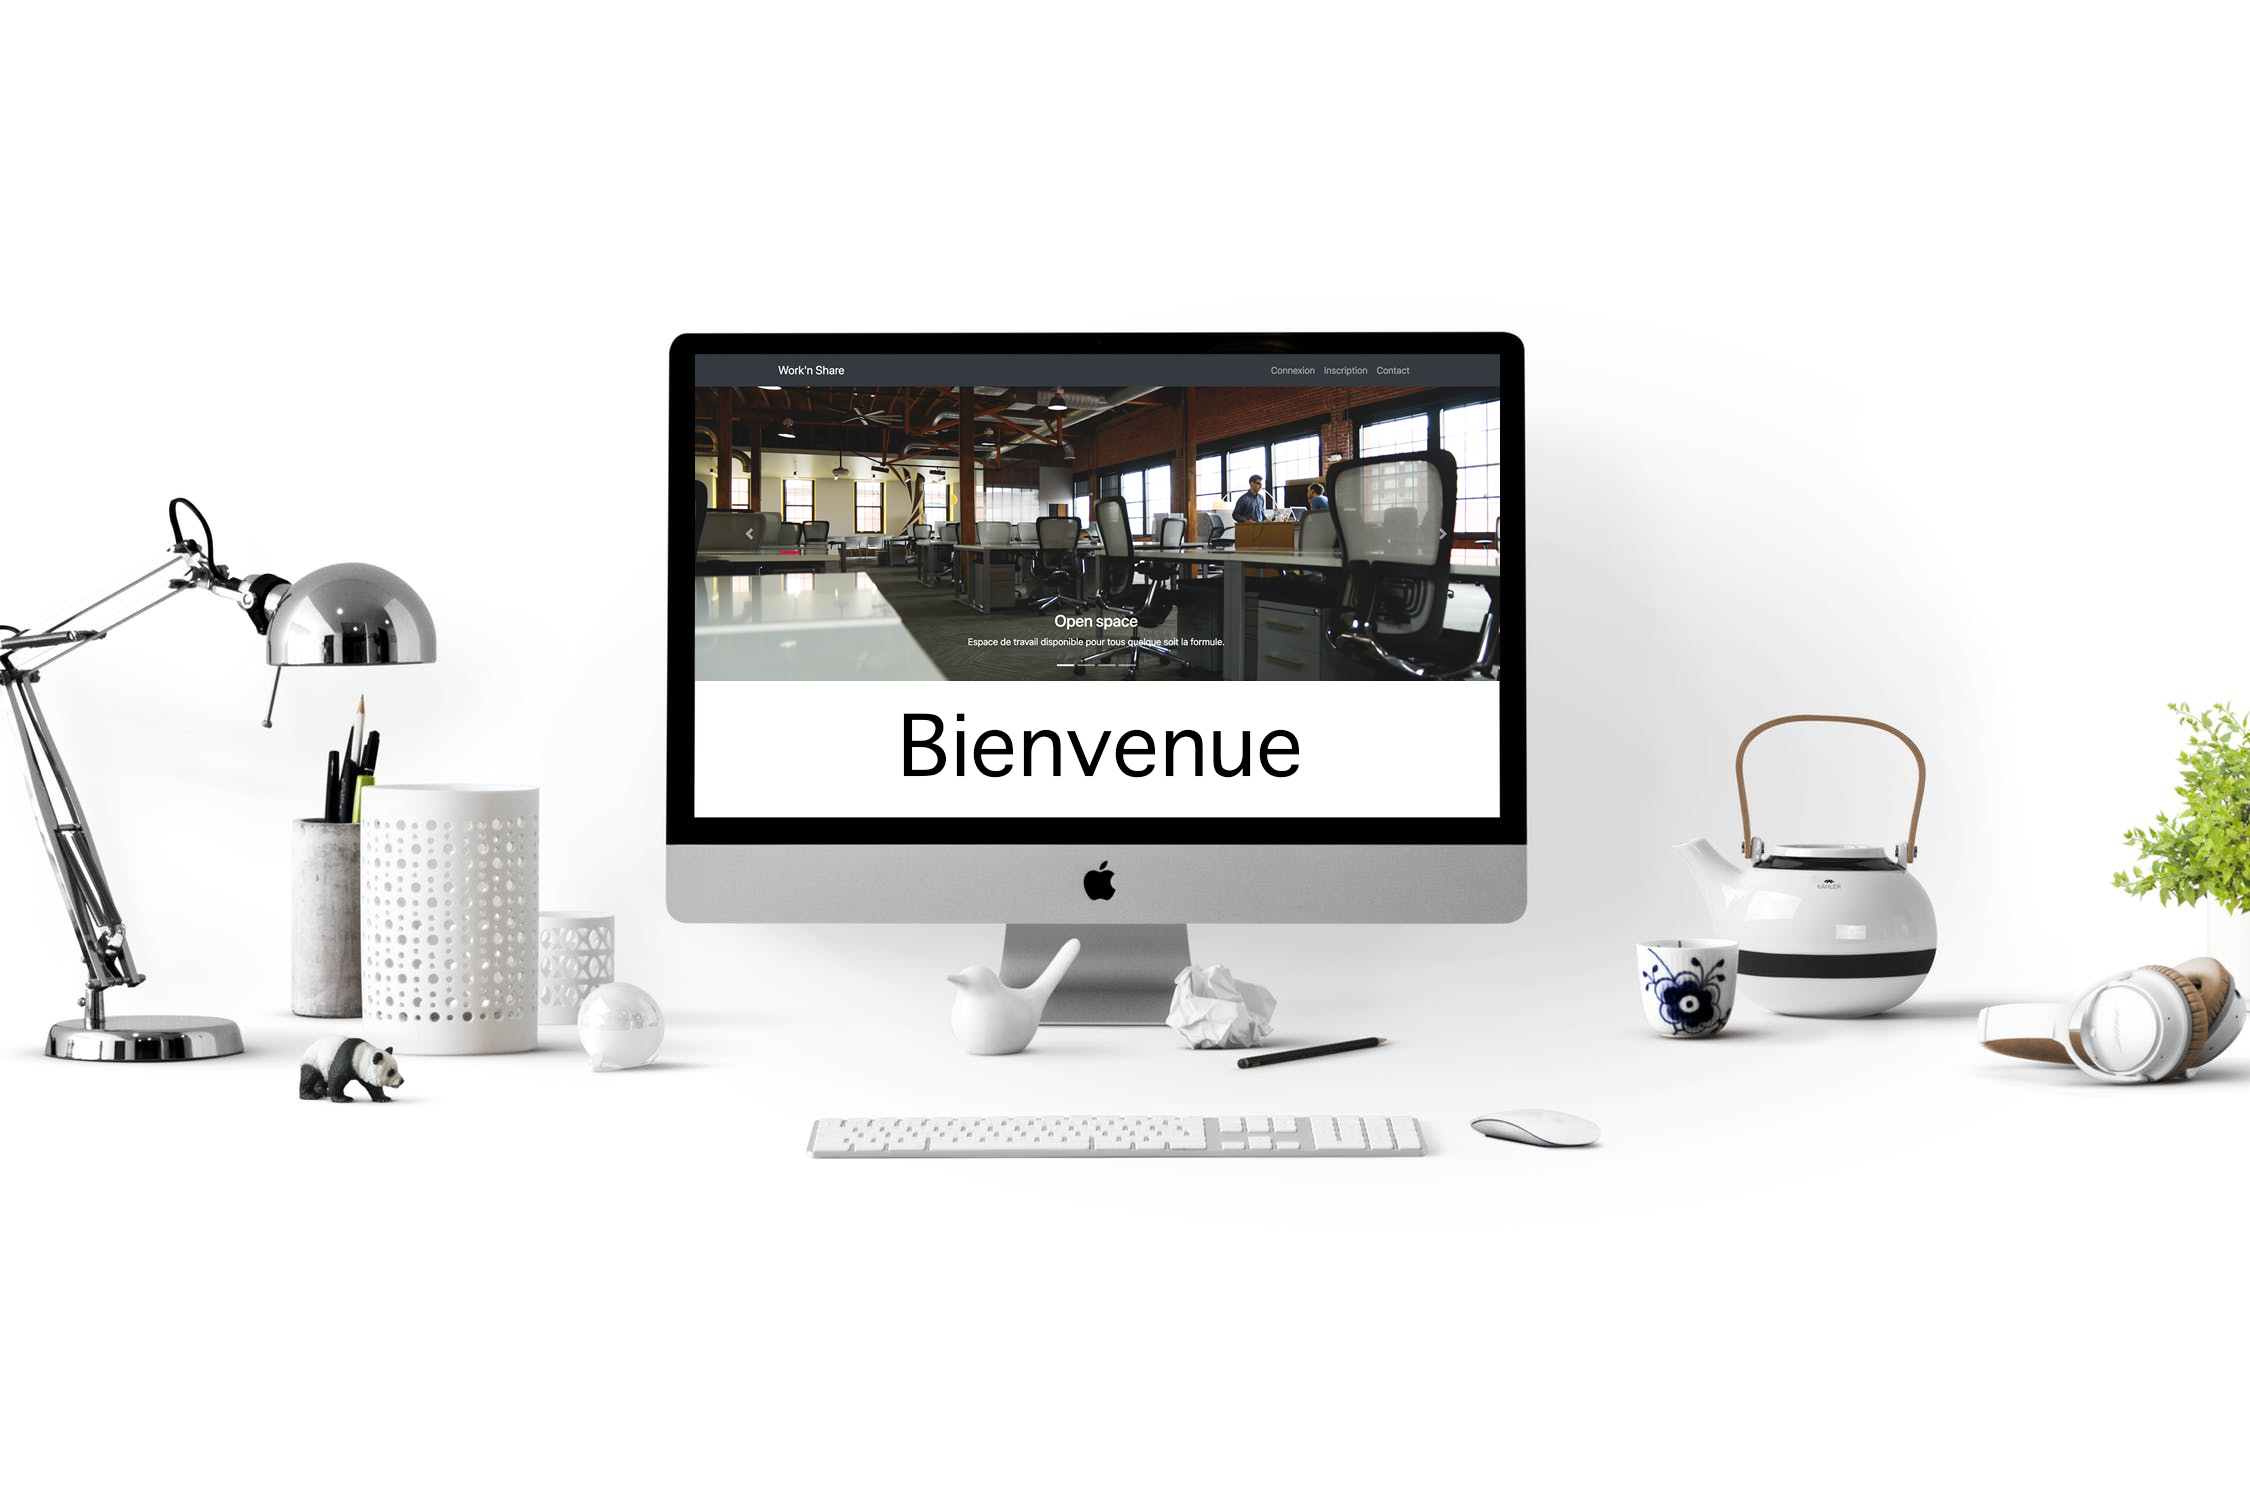 Work'n Share
Connexion Inscription Contact
Open space
Espace de travail disponible pour tous quelque soit la formule.
Bienvenue
KÄHLER